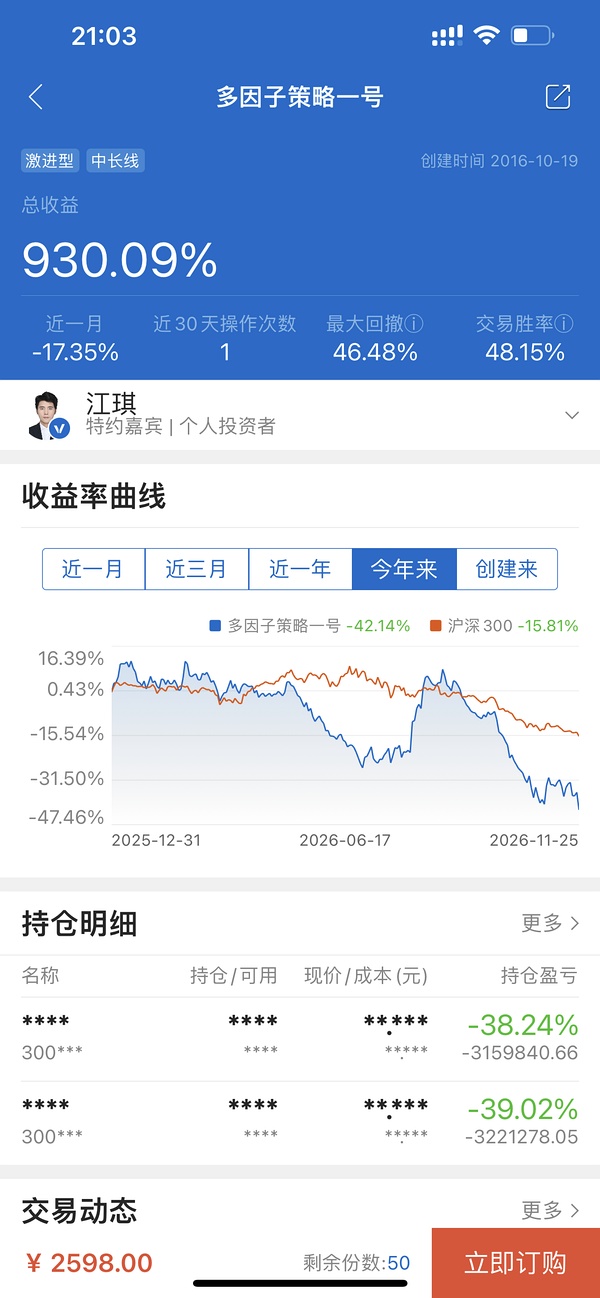 21:03
多因子策略一号
激进型 中长线 创建时间 2016-10-19
总收益
930.09%
近一月 近30天操作次数 最大回撤ⓘ 交易胜率ⓘ
-17.35% 1 46.48% 48.15%
江琪
特约嘉宾 | 个人投资者
收益率曲线
近一月 近三月 近一年 今年来 创建来
多因子策略一号 -42.14% 沪深300 -15.81%
16.39%
0.43%
-15.54%
-31.50%
-47.46%
2025-12-31 2026-06-17 2026-11-25
持仓明细 更多
名称 持仓/可用 现价/成本(元) 持仓盈亏
**** **** **.*** -38.24%
300*** **** **.*** -3159840.66
**** **** **.*** -39.02%
300*** **** **.*** -3221278.05
交易动态 更多
¥ 2598.00 剩余份数:50 立即订购